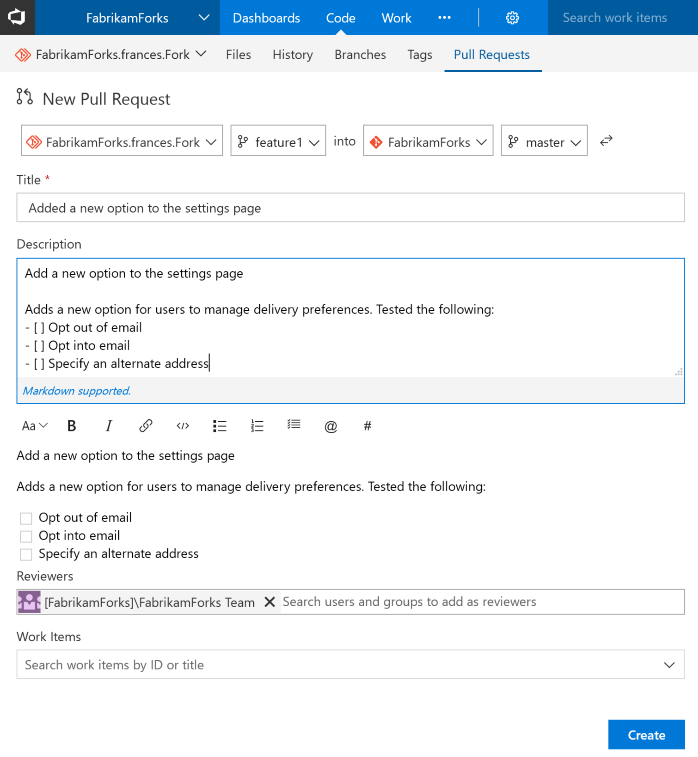 FabrikamForks Dashboards Code Work ··· Search work items
FabrikamForks.frances.Fork Files History Branches Tags Pull Requests
New Pull Request
FabrikamForks.frances.Fork feature1 into FabrikamForks master
Title *
Added a new option to the settings page
Description
Add a new option to the settings page
Adds a new option for users to manage delivery preferences. Tested the following:
- [ ] Opt out of email
- [ ] Opt into email
- [ ] Specify an alternate address
Markdown supported.
Aa B I </> @ #
Add a new option to the settings page
Adds a new option for users to manage delivery preferences. Tested the following:
Opt out of email
Opt into email
Specify an alternate address
Reviewers
[FabrikamForks]\FabrikamForks Team Search users and groups to add as reviewers
Work Items
Search work items by ID or title
Create